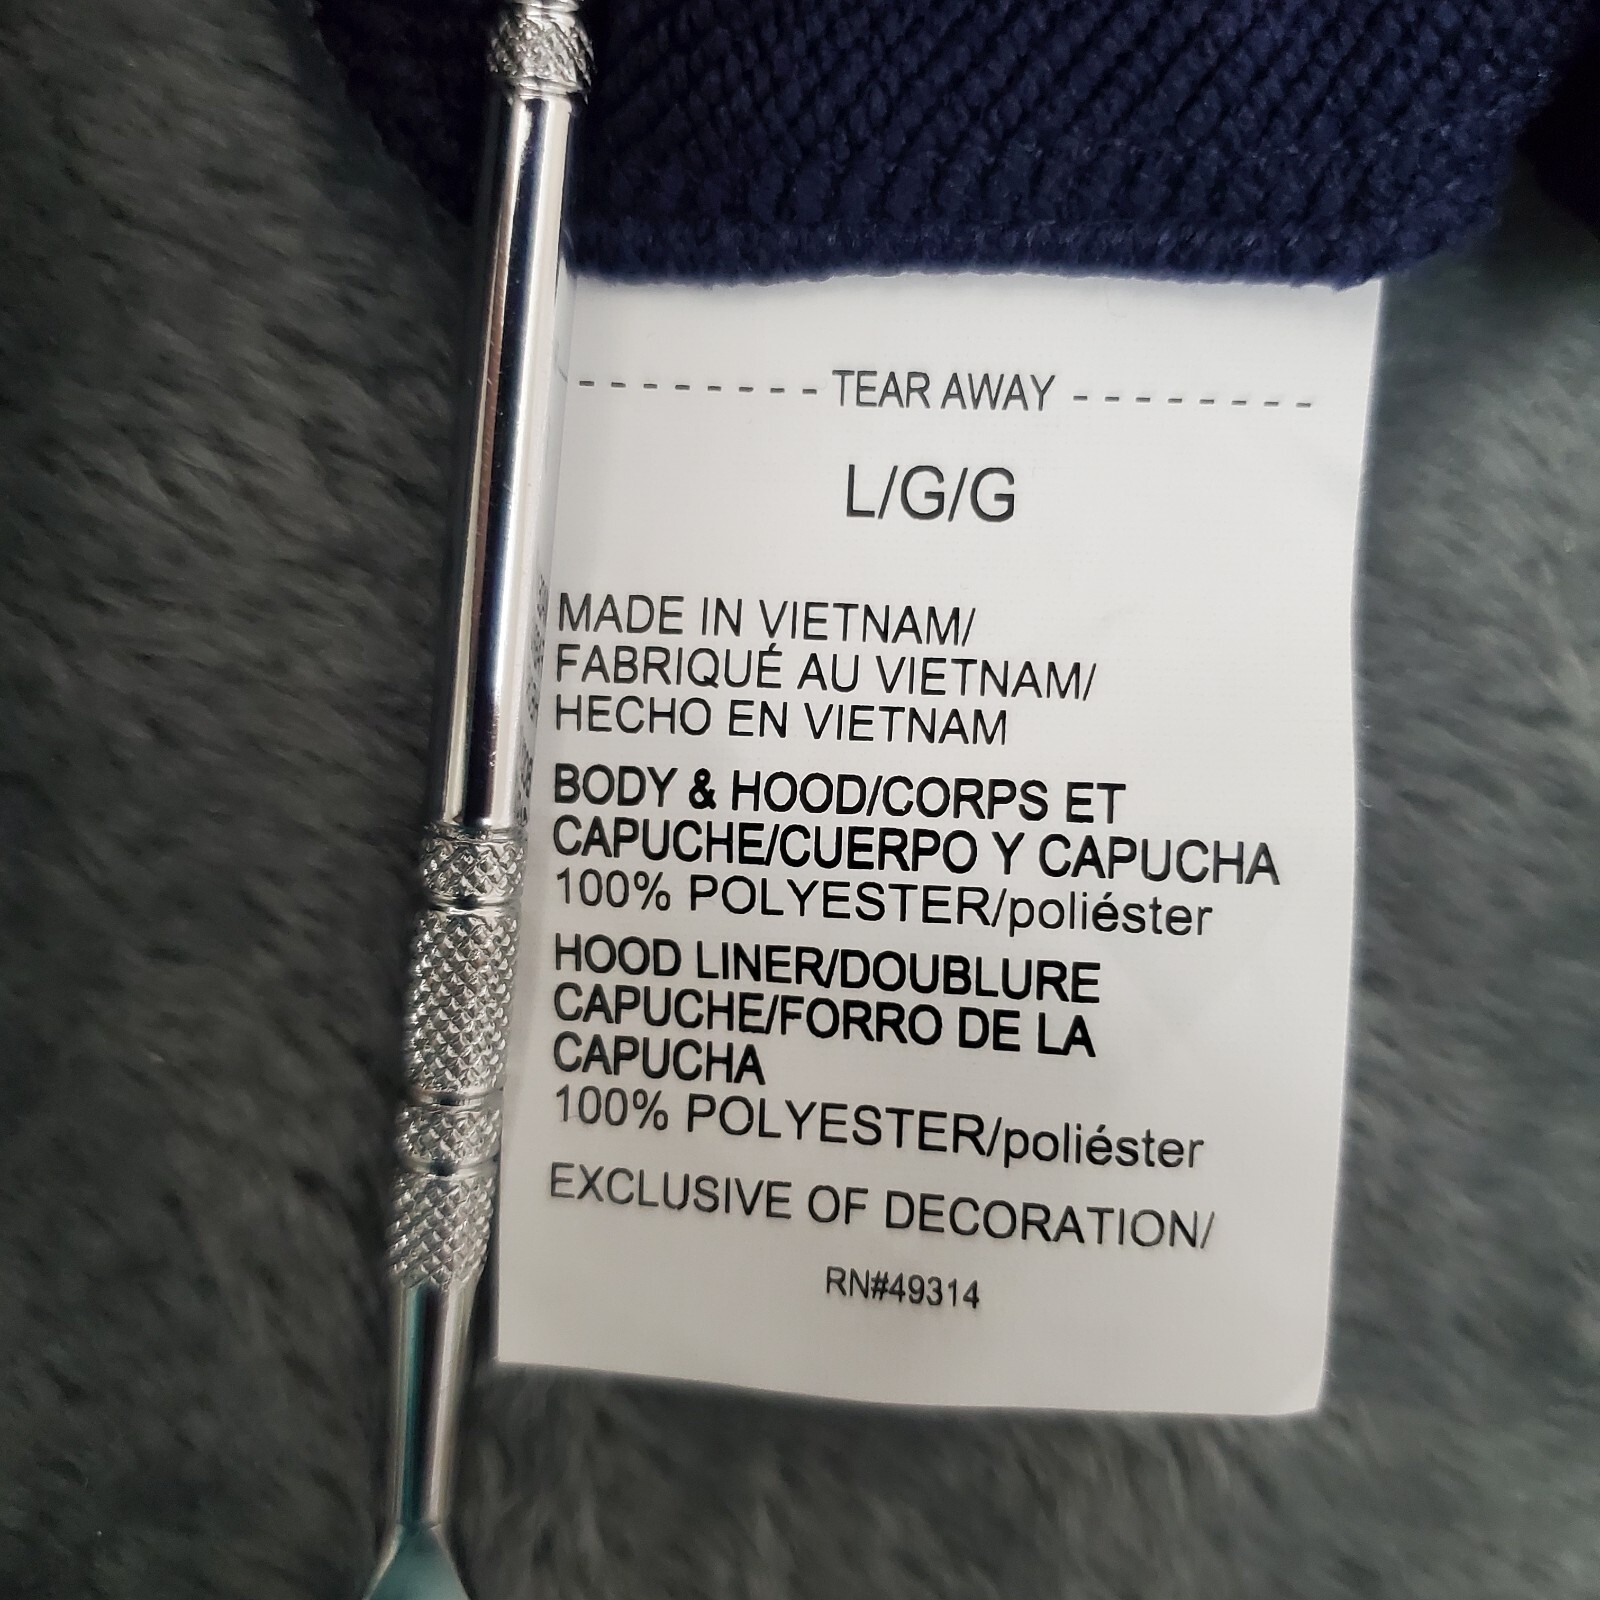 TEAR AWAY
L/G/G
MADE IN VIETNAM/
FABRIQUÉ AU VIETNAM/
HECHO EN VIETNAM
BODY & HOOD/CORPS ET
CAPUCHE/CUERPO Y CAPUCHA
100% POLYESTER/poliéster
HOOD LINER/DOUBLURE
CAPUCHE/FORRO DE LA
CAPUCHA
100% POLYESTER/poliéster
EXCLUSIVE OF DECORATION/
RN#49314